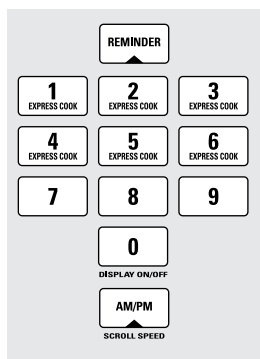 REMINDER
1 2 3
EXPRESS COOK EXPRESS COOK EXPRESS COOK
4 5 6
EXPRESS COOK EXPRESS COOK EXPRESS COOK
7 8 9
0
DISPLAY ON/OFF
AM/PM
SCROLL SPEED